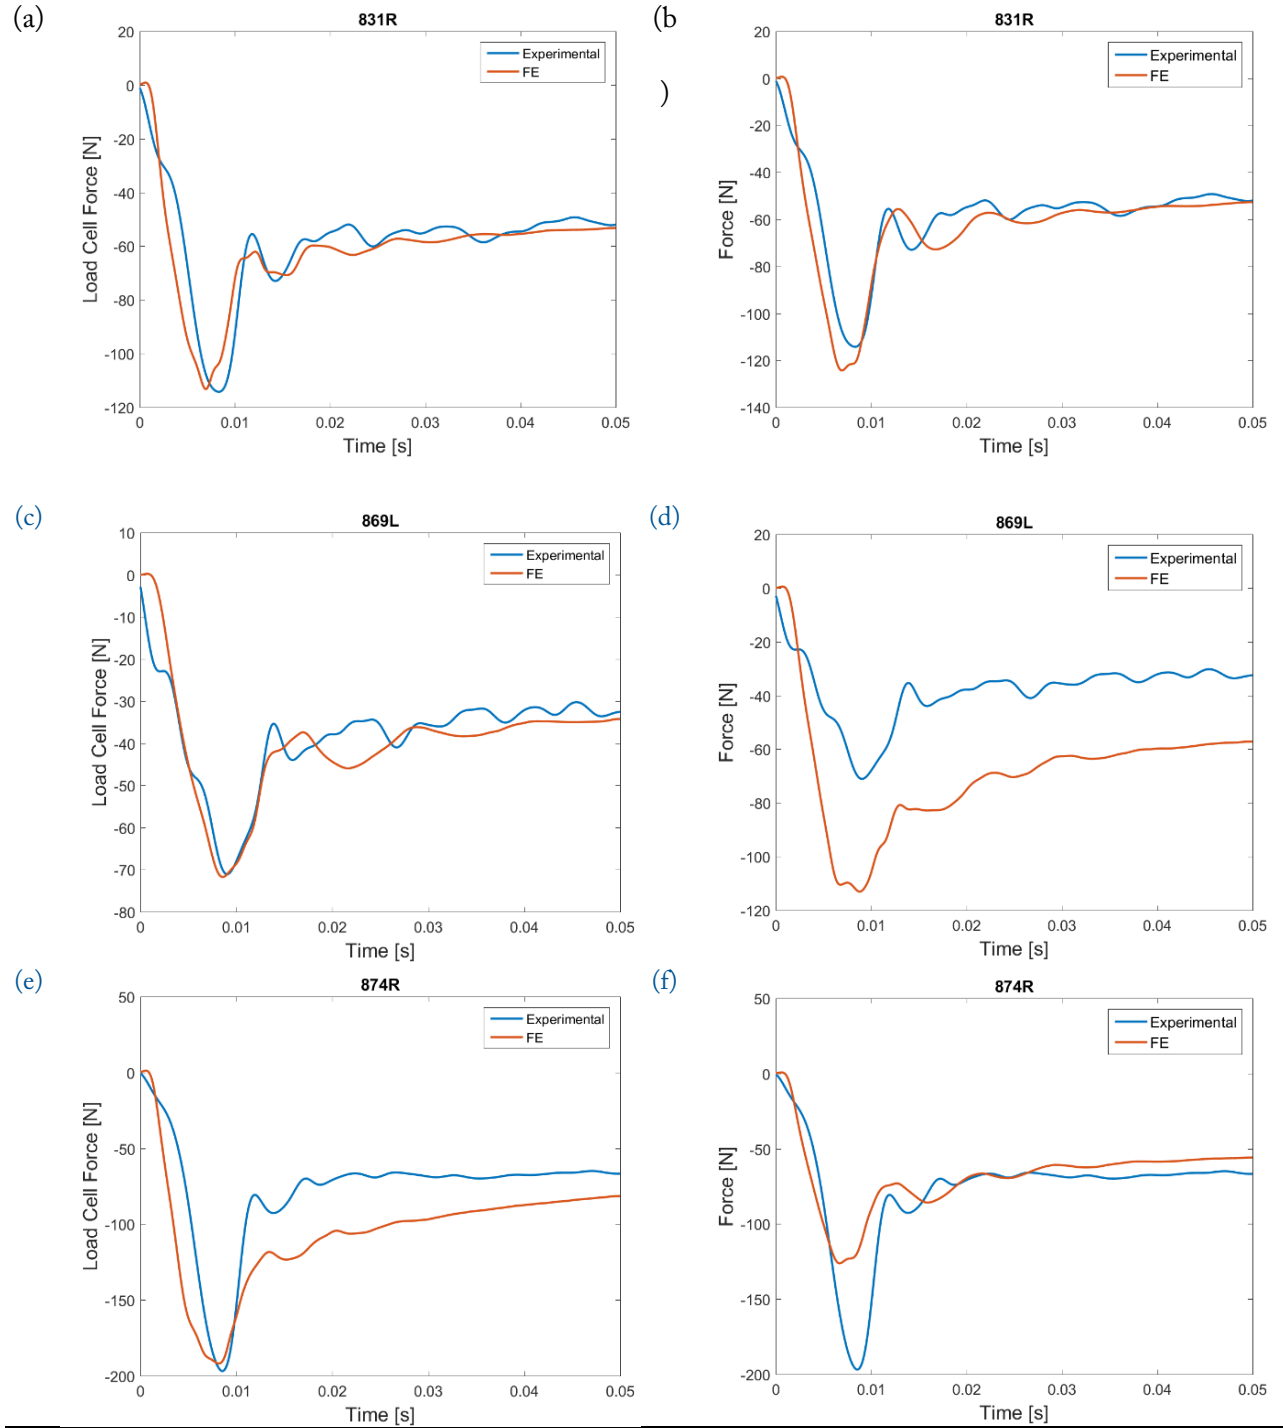 (a)
831R
20
0
-20
-40
-60
-80
-100
-120
0 0.01 0.02 0.03 0.04 0.05
Load Cell Force [N]
Time [s]
Experimental
FE
(b
)
831R
20
0
-20
-40
-60
-80
-100
-120
-140
0 0.01 0.02 0.03 0.04 0.05
Force [N]
Time [s]
Experimental
FE
(c)
869L
10
0
-10
-20
-30
-40
-50
-60
-70
-80
0 0.01 0.02 0.03 0.04 0.05
Load Cell Force [N]
Time [s]
Experimental
FE
(d)
869L
20
0
-20
-40
-60
-80
-100
-120
0 0.01 0.02 0.03 0.04 0.05
Force [N]
Time [s]
Experimental
FE
(e)
874R
50
0
-50
-100
-150
-200
0 0.01 0.02 0.03 0.04 0.05
Load Cell Force [N]
Time [s]
Experimental
FE
(f)
874R
50
0
-50
-100
-150
-200
0 0.01 0.02 0.03 0.04 0.05
Force [N]
Time [s]
Experimental
FE